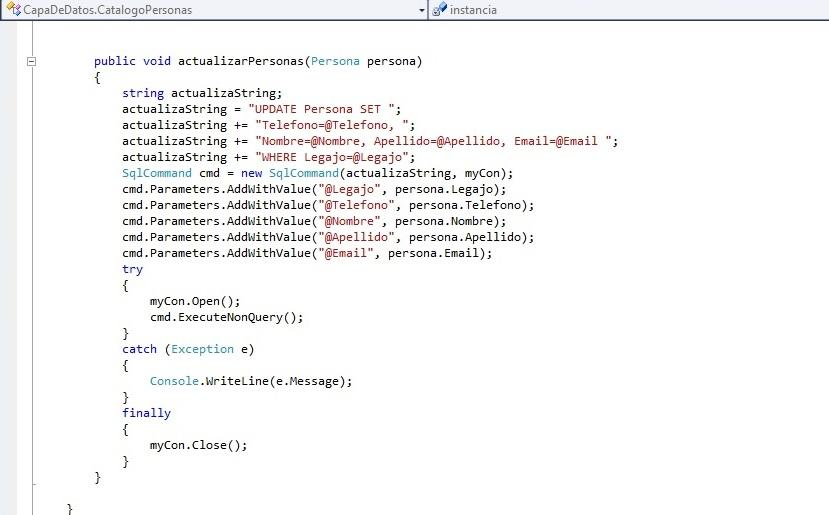 CapaDeDatos.CatalogoPersonas
instancia
public void actualizarPersonas(Persona persona)
{
string actualizaString;
actualizaString = "UPDATE Persona SET ";
actualizaString += "Telefono=@Telefono, ";
actualizaString += "Nombre=@Nombre, Apellido=@Apellido, Email=@Email ";
actualizaString += "WHERE Legajo=@Legajo";
SqlCommand cmd = new SqlCommand(actualizaString, myCon);
cmd.Parameters.AddWithValue("@Legajo", persona.Legajo);
cmd.Parameters.AddWithValue("@Telefono", persona.Telefono);
cmd.Parameters.AddWithValue("@Nombre", persona.Nombre);
cmd.Parameters.AddWithValue("@Apellido", persona.Apellido);
cmd.Parameters.AddWithValue("@Email", persona.Email);
try
{
myCon.Open();
cmd.ExecuteNonQuery();
}
catch (Exception e)
{
Console.WriteLine(e.Message);
}
finally
{
myCon.Close();
}
}
}